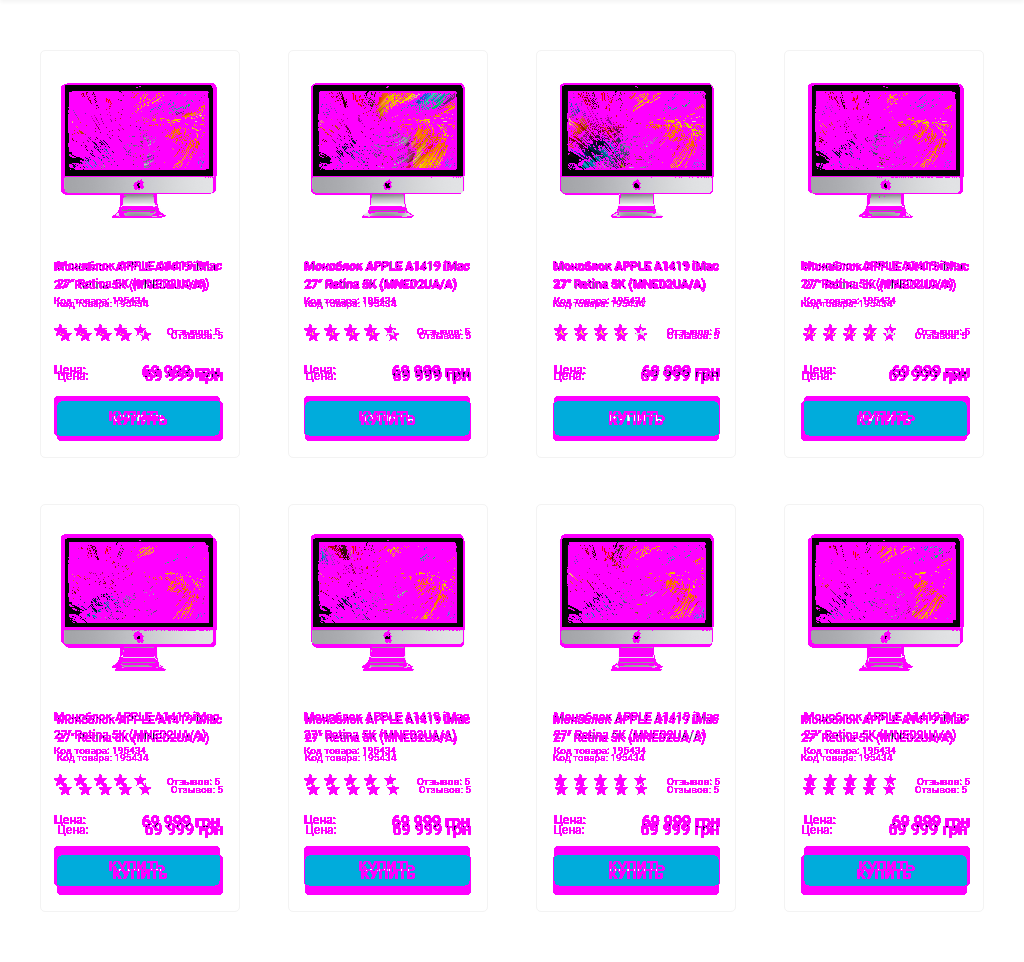 Моноблок APPLE A1419 iMac
27" Retina 5K (MNED2UA/A)
Код товара: 195434
Отзывов: 5
Цена: 69 999 грн
КУПИТЬ
Моноблок APPLE A1419 iMac
27" Retina 5K (MNED2UA/A)
Код товара: 195434
Отзывов: 5
Цена: 69 999 грн
КУПИТЬ
Моноблок APPLE A1419 iMac
27" Retina 5K (MNED2UA/A)
Код товара: 195434
Отзывов: 5
Цена: 69 999 грн
КУПИТЬ
Моноблок APPLE A1419 iMac
27" Retina 5K (MNED2UA/A)
Код товара: 195434
Отзывов: 5
Цена: 69 999 грн
КУПИТЬ
Моноблок APPLE A1419 iMac
27" Retina 5K (MNED2UA/A)
Код товара: 195434
Отзывов: 5
Цена: 69 999 грн
КУПИТЬ
Моноблок APPLE A1419 iMac
27" Retina 5K (MNED2UA/A)
Код товара: 195434
Отзывов: 5
Цена: 69 999 грн
КУПИТЬ
Моноблок APPLE A1419 iMac
27" Retina 5K (MNED2UA/A)
Код товара: 195434
Отзывов: 5
Цена: 69 999 грн
КУПИТЬ
Моноблок APPLE A1419 iMac
27" Retina 5K (MNED2UA/A)
Код товара: 195434
Отзывов: 5
Цена: 69 999 грн
КУПИТЬ